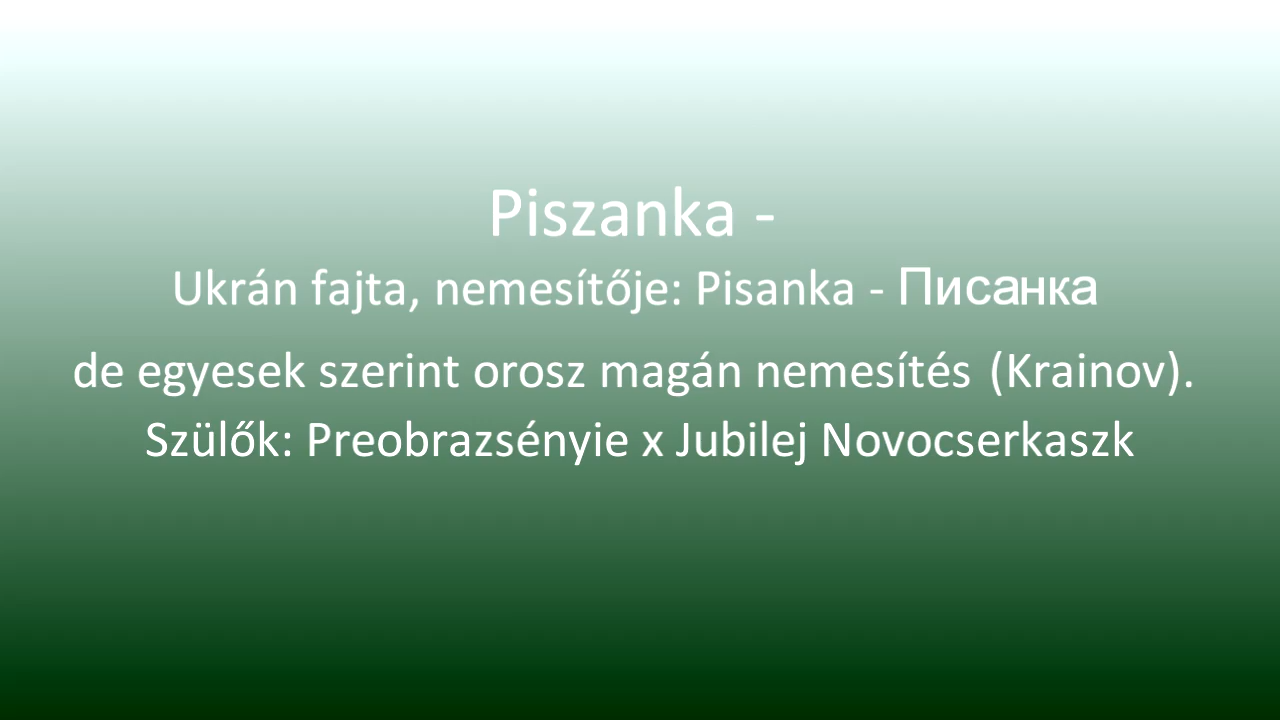 Piszanka -
Ukrán fajta, nemesítője: Pisanka - Писанка
de egyesek szerint orosz magán nemesítés (Krainov).
Szülők: Preobrazsényie x Jubilej Novocserkaszk